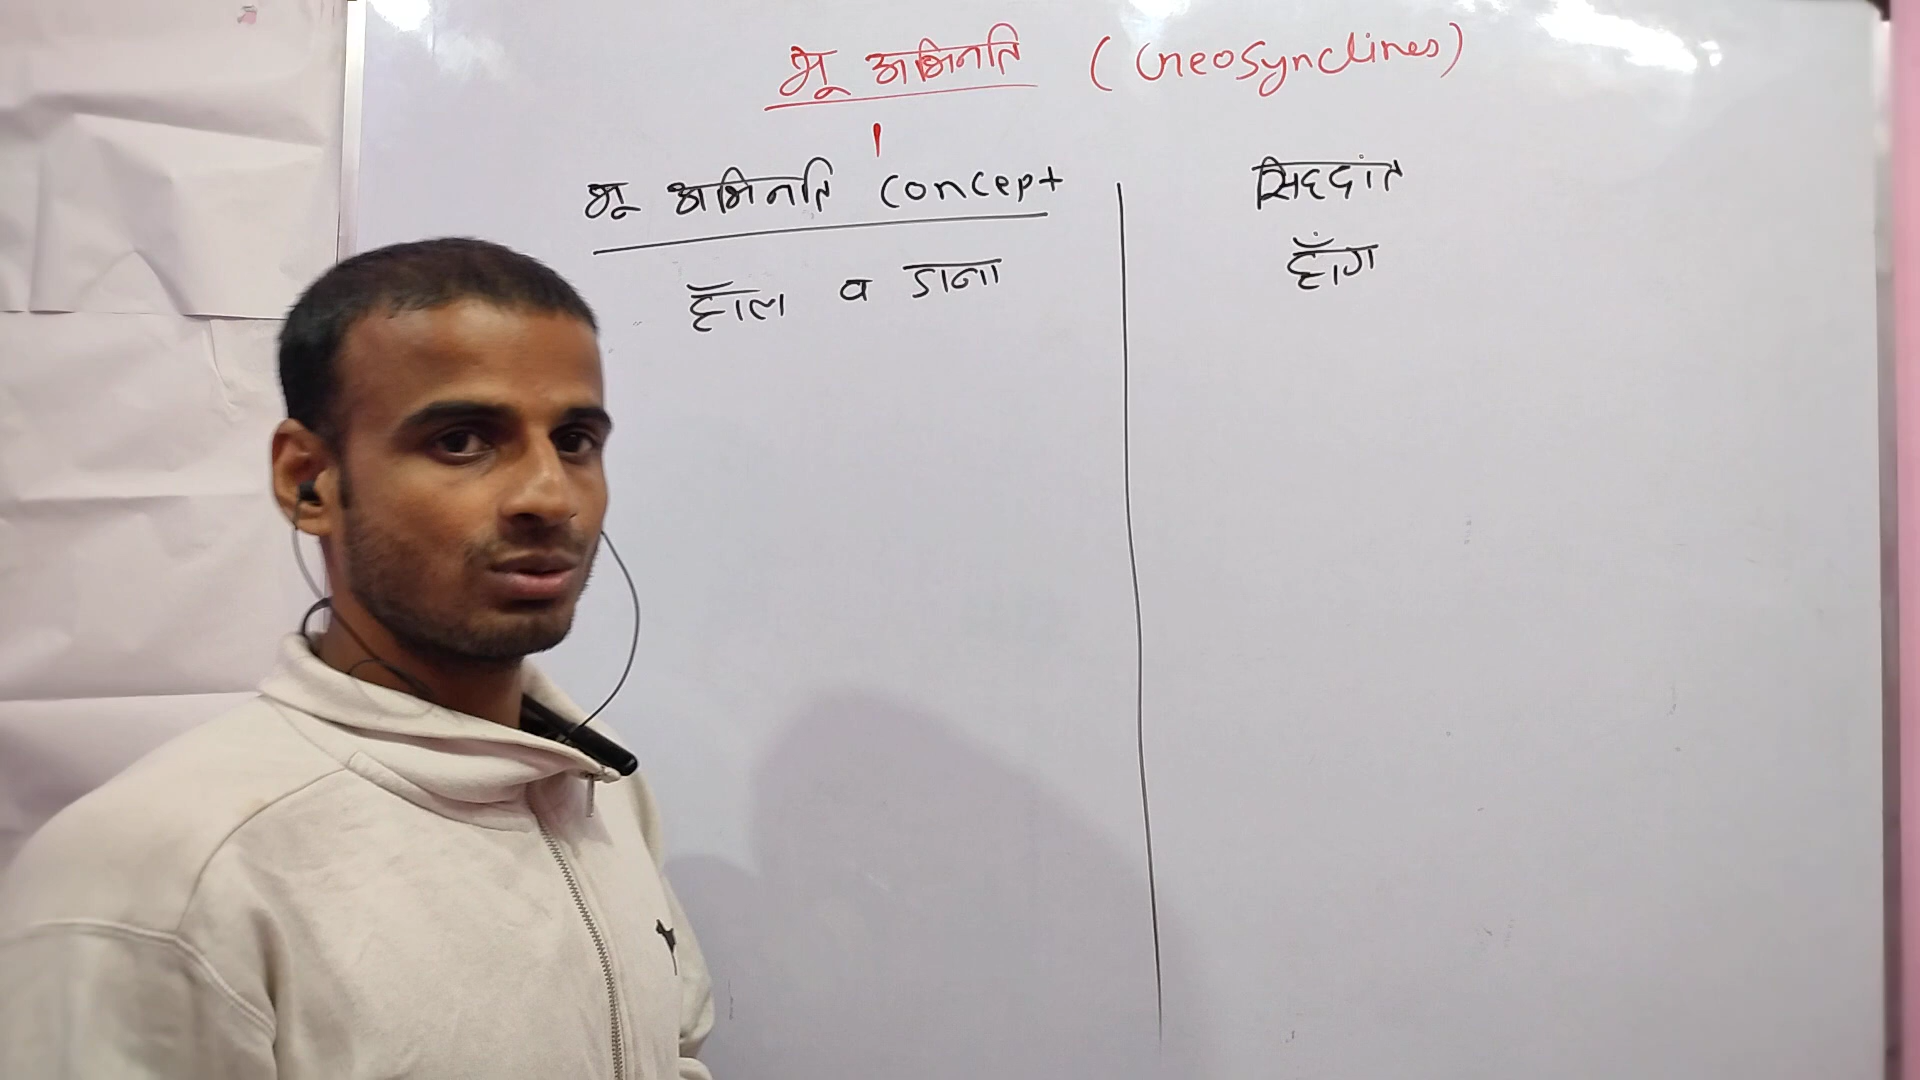 भू अभिनति (Geosynclines)
भू अभिनति concept
हॉल व डाना
सिद्दांत
हॉग